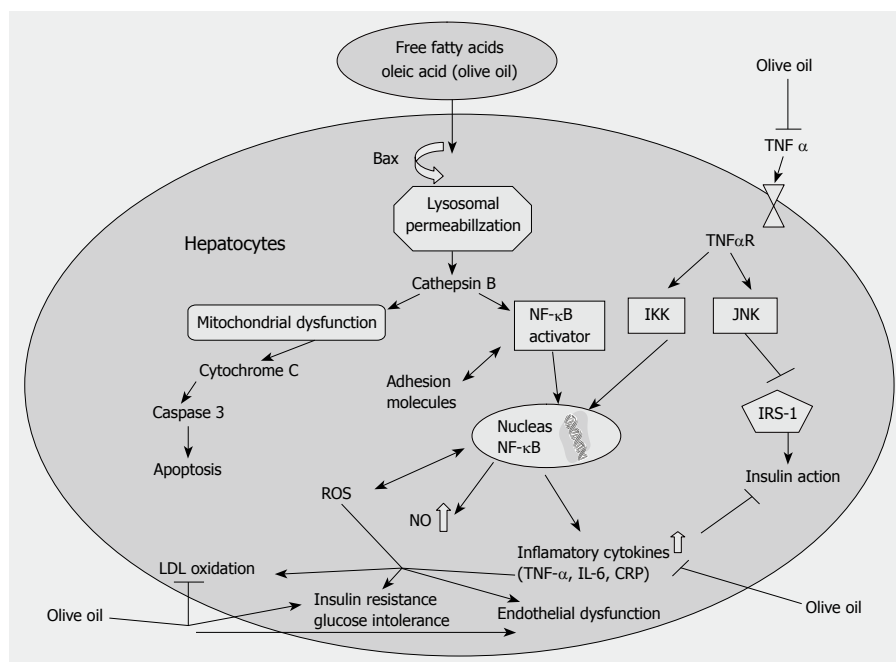 Free fatty acids
oleic acid (olive oil)
Olive oil
TNF α
Bax
Lysosomal
permeabillzation
Hepatocytes
TNFαR
Cathepsin B
Mitochondrial dysfunction
NF-κB
activator
IKK
JNK
Cytochrome C
Adhesion
molecules
Caspase 3
IRS-1
Nucleas
NF-κB
Apoptosis
Insulin action
ROS
NO
Inflamatory cytokines
(TNF-α, IL-6, CRP)
LDL oxidation
Insulin resistance
glucose intolerance
Endothelial dysfunction
Olive oil
Olive oil